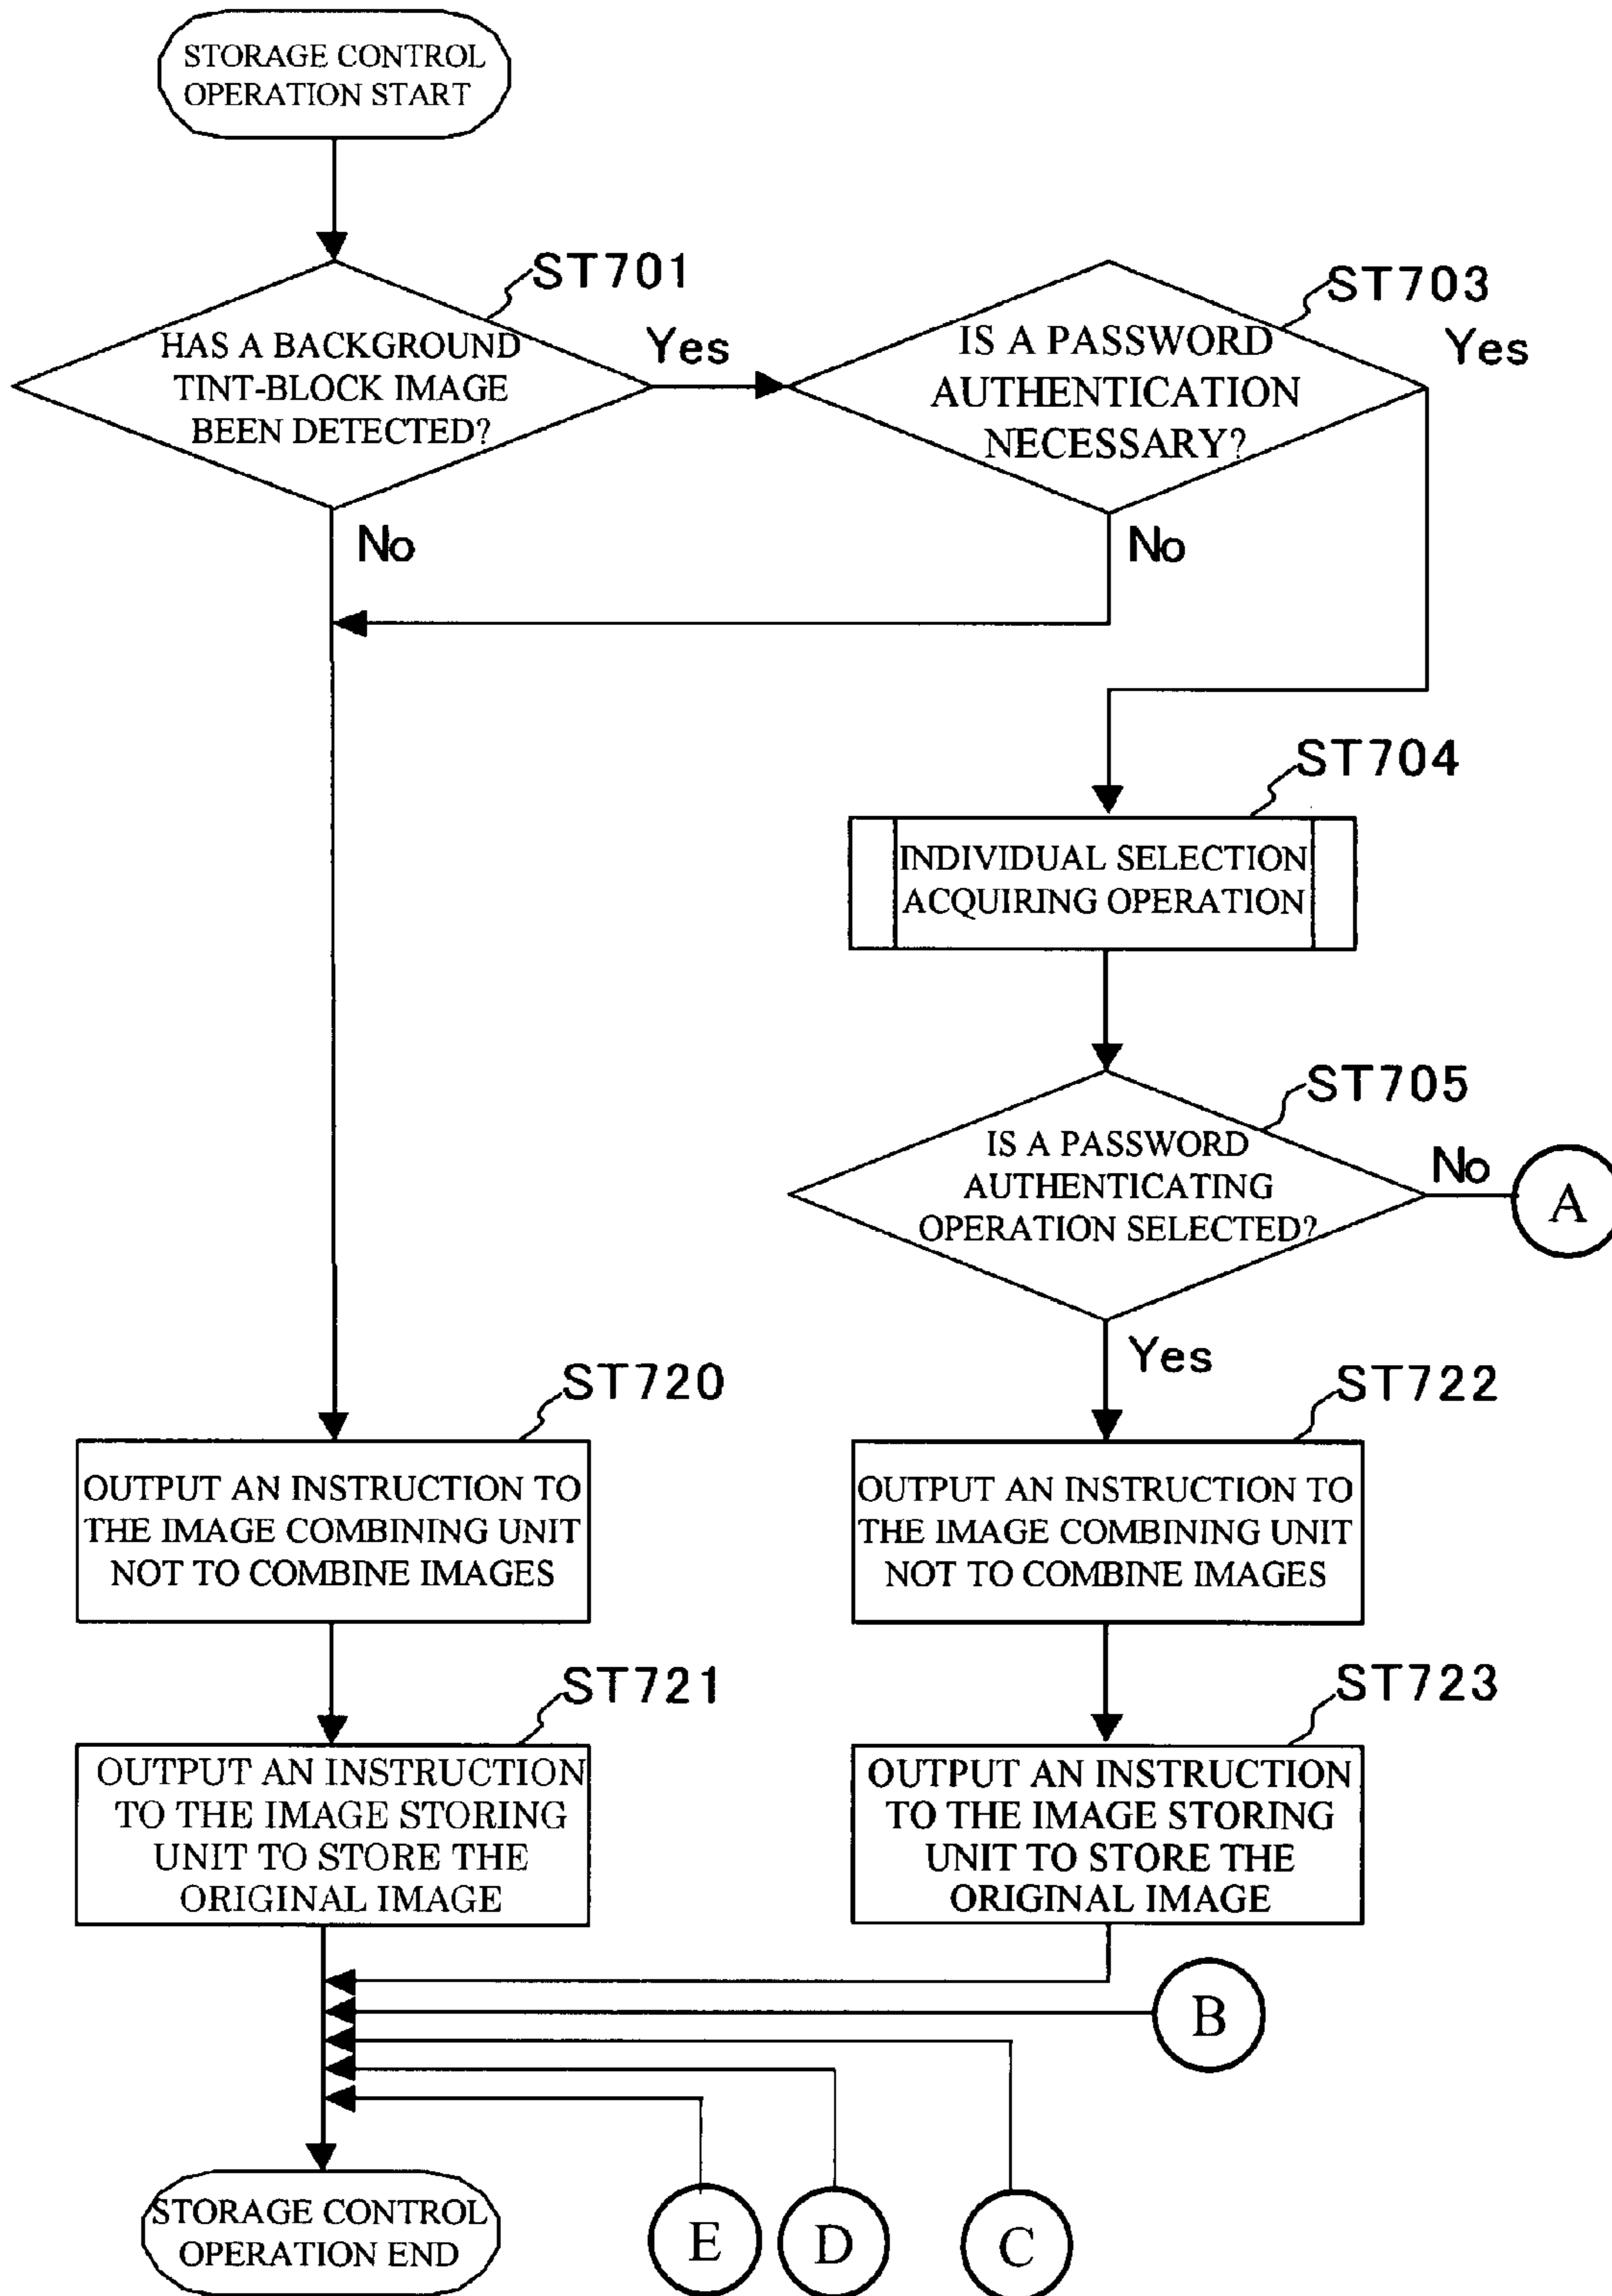 STORAGE CONTROL
OPERATION START
ST701
HAS A BACKGROUND
TINT-BLOCK IMAGE
BEEN DETECTED?
Yes
No
ST703
IS A PASSWORD
AUTHENTICATION
NECESSARY?
Yes
No
ST704
INDIVIDUAL SELECTION
ACQUIRING OPERATION
ST705
IS A PASSWORD
AUTHENTICATING
OPERATION SELECTED?
No
A
Yes
ST720
OUTPUT AN INSTRUCTION TO
THE IMAGE COMBINING UNIT
NOT TO COMBINE IMAGES
ST722
OUTPUT AN INSTRUCTION TO
THE IMAGE COMBINING UNIT
NOT TO COMBINE IMAGES
ST721
OUTPUT AN INSTRUCTION
TO THE IMAGE STORING
UNIT TO STORE THE
ORIGINAL IMAGE
ST723
OUTPUT AN INSTRUCTION
TO THE IMAGE STORING
UNIT TO STORE THE
ORIGINAL IMAGE
B
STORAGE CONTROL
OPERATION END
E
D
C